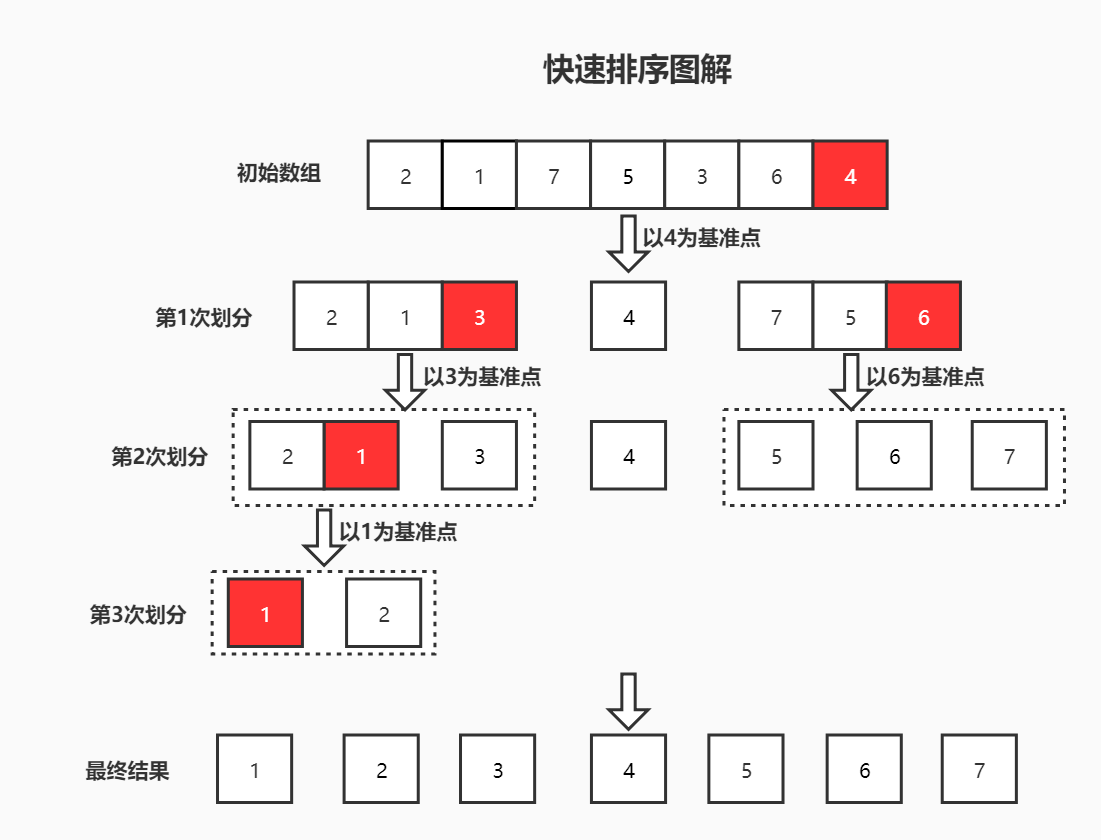 快速排序图解
初始数组 2 1 7 5 3 6 4
以4为基准点
第1次划分 2 1 3 4 7 5 6
以3为基准点 以6为基准点
第2次划分 2 1 3 4 5 6 7
以1为基准点
第3次划分 1 2
最终结果 1 2 3 4 5 6 7